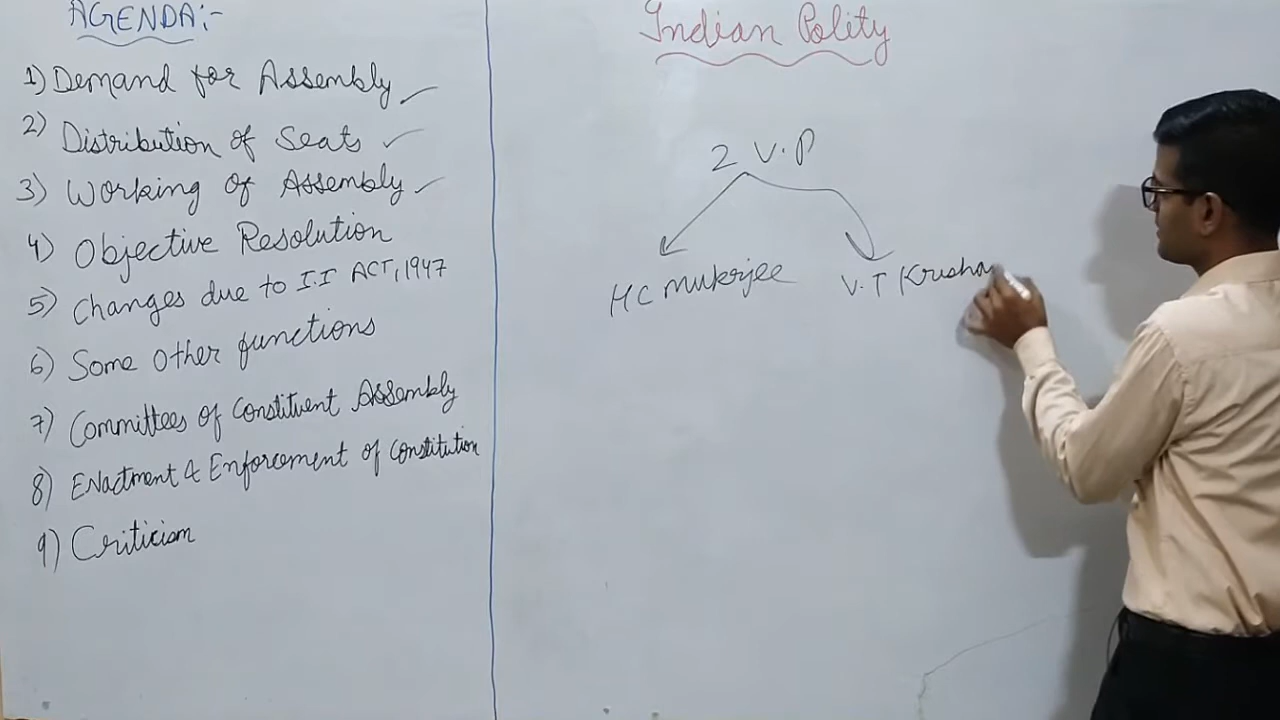 AGENDA:-
1) Demand for Assembly
2) Distribution of Seats
3) Working of Assembly
4) Objective Resolution
5) Changes due to I.I ACT, 1947
6) Some Other functions
7) Committees of Constituent Assembly
8) Enactment & Enforcement of Constitution
9) Criticism
Indian Polity
2 V.P
HC Mukerjee
V.T Krusha